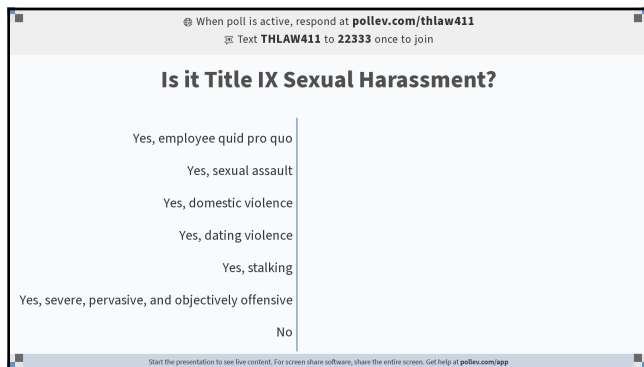 When poll is active, respond at pollev.com/thlaw411
Text THLAW411 to 22333 once to join
Is it Title IX Sexual Harassment?
Yes, employee quid pro quo
Yes, sexual assault
Yes, domestic violence
Yes, dating violence
Yes, stalking
Yes, severe, pervasive, and objectively offensive
No
Start the presentation to see live content. For screen share software, share the entire screen. Get help at pollev.com/app